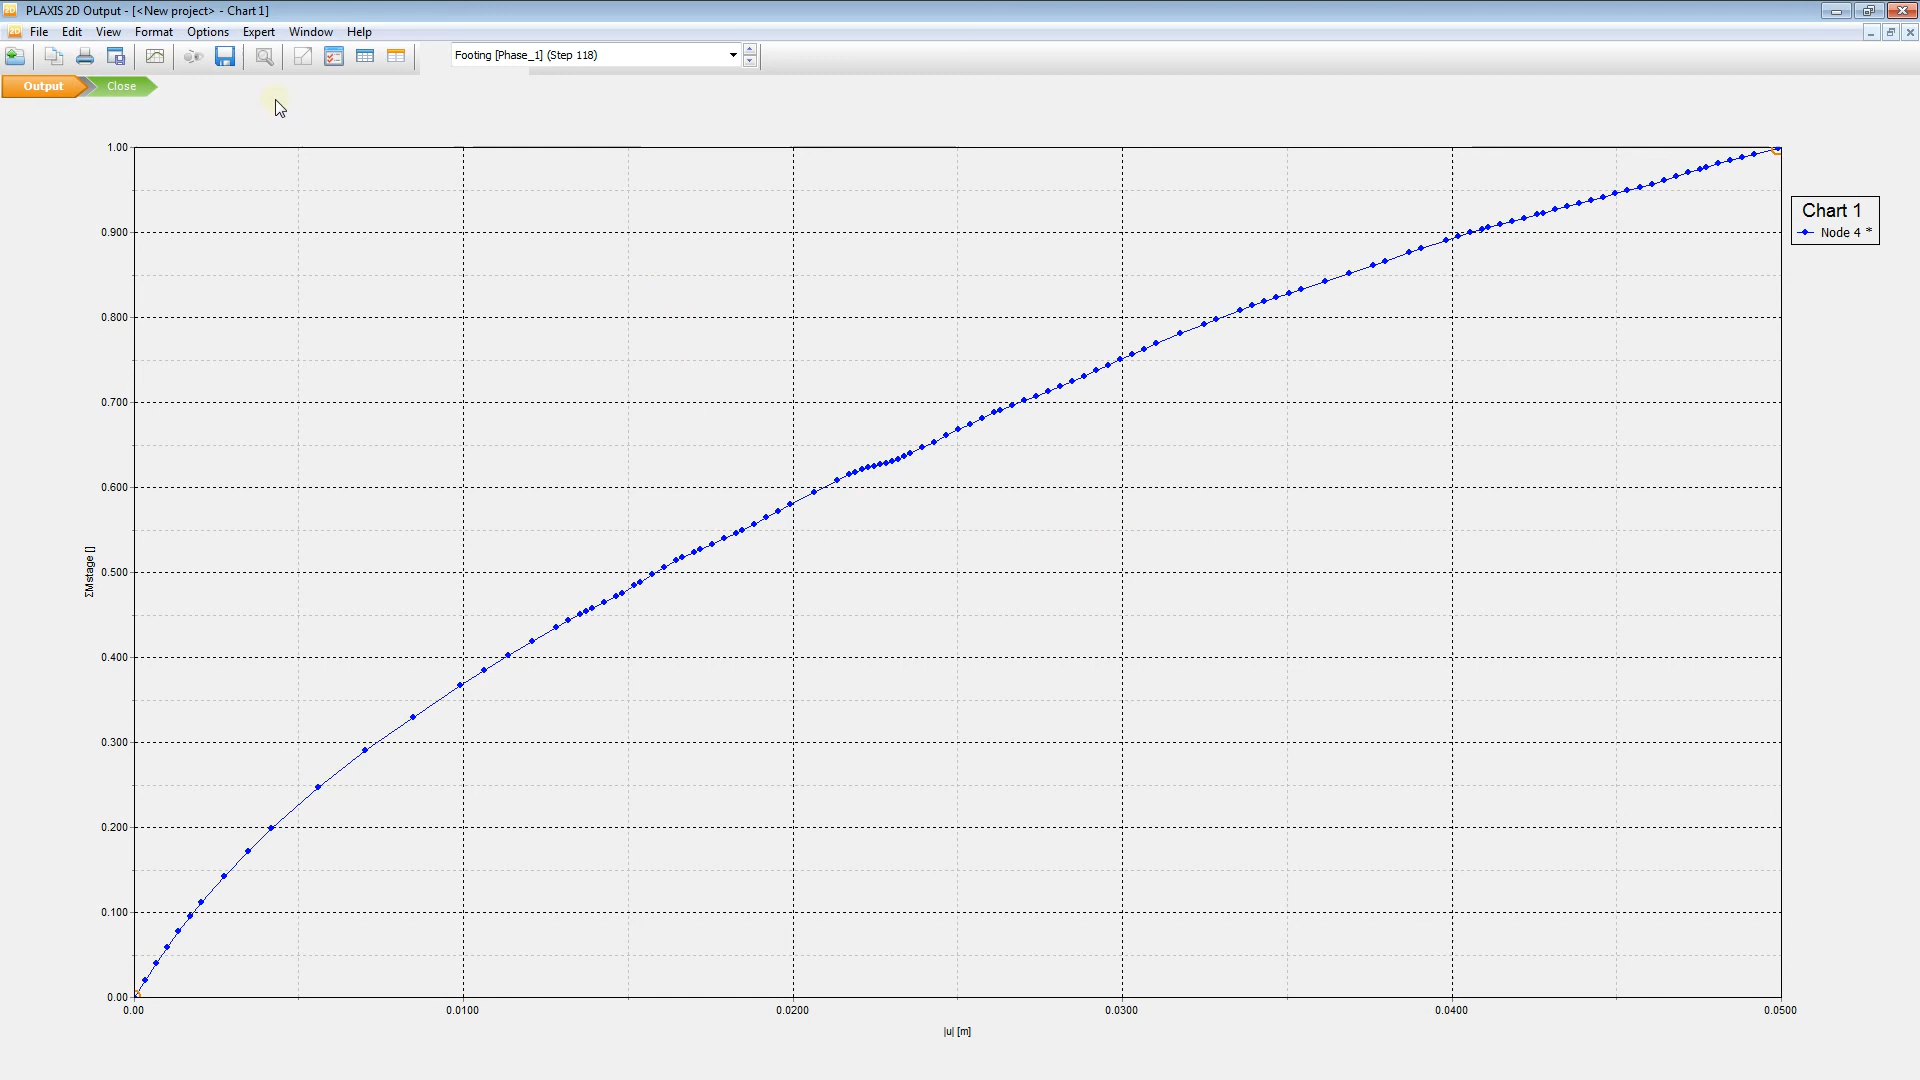 PLAXIS 2D Output - [<New project> - Chart 1]
File Edit View Format Options Expert Window Help
Footing [Phase_1] (Step 118)
Output Close
1.00
0.900
0.800
0.700
0.600
0.500
0.400
0.300
0.200
0.100
0.00
ΣMstage []
0.00 0.0100 0.0200 0.0300 0.0400 0.0500
|u| [m]
Chart 1
Node 4 *